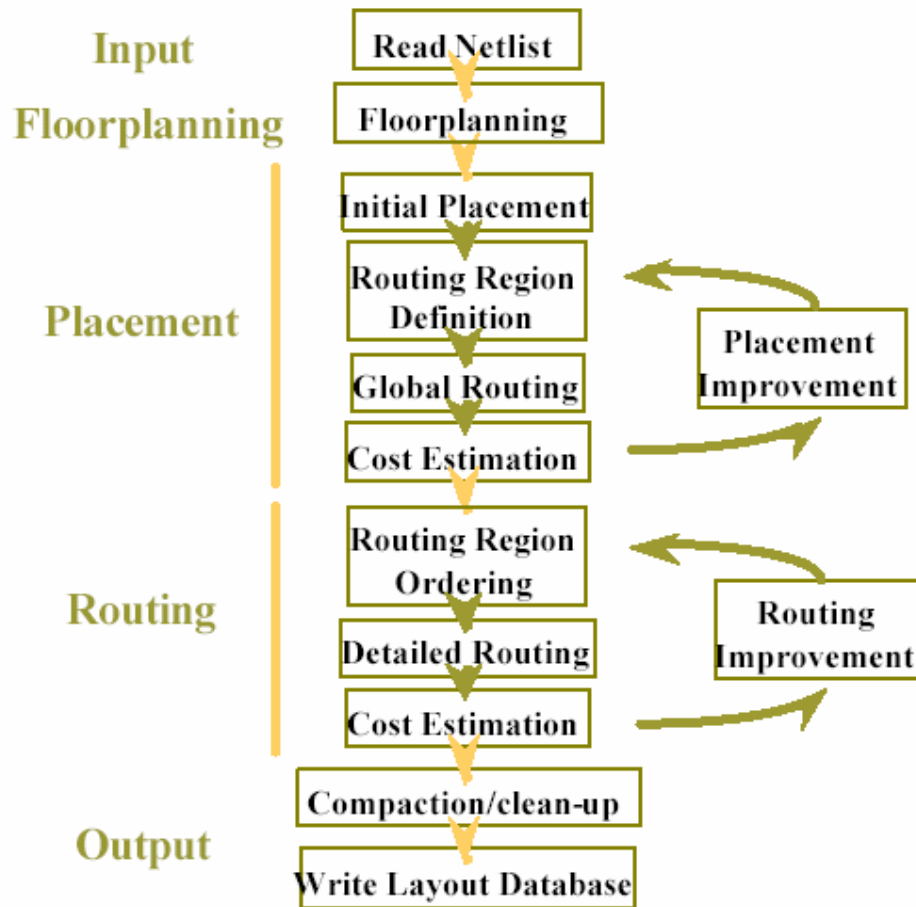 Input
Read Netlist
Floorplanning
Floorplanning
Initial Placement
Placement
Routing Region
Definition
Global Routing
Cost Estimation
Placement
Improvement
Routing
Routing Region
Ordering
Detailed Routing
Cost Estimation
Routing
Improvement
Output
Compaction/clean-up
Write Layout Database